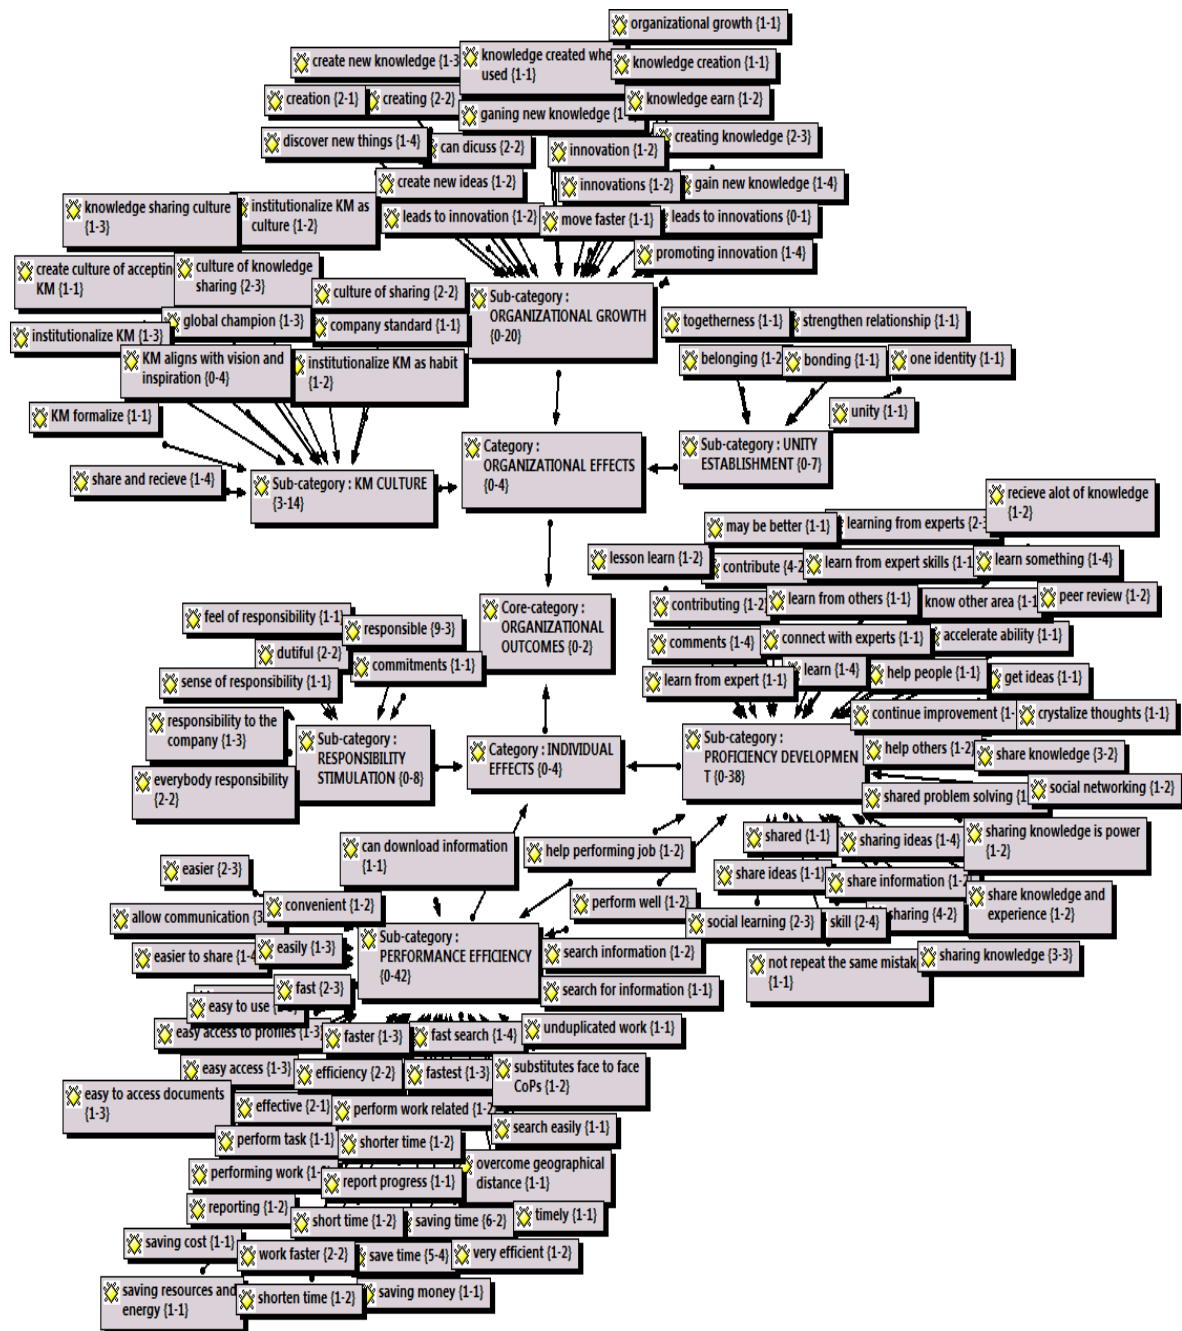 organizational growth {1-1}
create new knowledge {1-3
knowledge created whe
used {1-1}
knowledge creation {1-1}
creation {2-1}
creating {2-2}
knowledge earn {1-2}
ganing new knowledge {1
creating knowledge {2-3}
discover new things {1-4}
can dicuss {2-2}
innovation {1-2}
create new ideas {1-2}
innovations {1-2}
gain new knowledge {1-4}
knowledge sharing culture
{1-3}
institutionalize KM as
culture {1-2}
leads to innovation {1-2}
move faster {1-1}
leads to innovations {0-1}
promoting innovation {1-4}
create culture of acceptin
KM {1-1}
culture of knowledge
sharing {2-3}
culture of sharing {2-2}
Sub-category :
ORGANIZATIONAL GROWTH
{0-20}
global champion {1-3}
company standard {1-1}
togetherness {1-1}
strengthen relationship {1-1}
institutionalize KM {1-3}
KM aligns with vision and
inspiration {0-4}
institutionalize KM as habit
{1-2}
belonging {1-2
bonding {1-1}
one identity {1-1}
KM formalize {1-1}
unity {1-1}
Category :
ORGANIZATIONAL EFFECTS
{0-4}
Sub-category : UNITY
ESTABLISHMENT {0-7}
share and recieve {1-4}
Sub-category : KM CULTURE
{3-14}
recieve alot of knowledge
{1-2}
may be better {1-1}
learning from experts {2-3
lesson learn {1-2}
contribute {4-2
learn from expert skills {1-1
learn something {1-4}
contributing {1-2
learn from others {1-1}
know other area {1-1
peer review {1-2}
feel of responsibility {1-1}
responsible {9-3}
Core-category :
ORGANIZATIONAL
OUTCOMES {0-2}
comments {1-4}
connect with experts {1-1}
accelerate ability {1-1}
dutiful {2-2}
commitments {1-1}
sense of responsibility {1-1}
learn from expert {1-1}
learn {1-4}
help people {1-1}
get ideas {1-1}
responsibility to the
company {1-3}
Sub-category :
RESPONSIBILITY
STIMULATION {0-8}
Category : INDIVIDUAL
EFFECTS {0-4}
Sub-category :
PROFICIENCY DEVELOPMEN
T {0-38}
continue improvement {1-
crystalize thoughts {1-1}
help others {1-2}
share knowledge {3-2}
everybody responsibility
{2-2}
shared problem solving {1
social networking {1-2}
can download information
{1-1}
help performing job {1-2}
shared {1-1}
sharing ideas {1-4}
sharing knowledge is power
{1-2}
easier {2-3}
share ideas {1-1}
share information {1-2
convenient {1-2}
perform well {1-2}
share knowledge and
experience {1-2}
allow communication {3
social learning {2-3}
skill {2-4}
sharing {4-2}
easily {1-3}
Sub-category :
PERFORMANCE EFFICIENCY
{0-42}
easier to share {1-4
search information {1-2}
not repeat the same mistak
{1-1}
sharing knowledge {3-3}
fast {2-3}
search for information {1-1}
easy to use
easy access to profiles {1-3}
faster {1-3}
fast search {1-4}
unduplicated work {1-1}
easy access {1-3}
efficiency {2-2}
fastest {1-3}
substitutes face to face
CoPs {1-2}
easy to access documents
{1-3}
effective {2-1}
perform work related {1-2
search easily {1-1}
perform task {1-1}
shorter time {1-2}
overcome geographical
distance {1-1}
performing work {1-
report progress {1-1}
reporting {1-2}
short time {1-2}
saving time {6-2}
timely {1-1}
saving cost {1-1}
work faster {2-2}
save time {5-4}
very efficient {1-2}
saving resources and
energy {1-1}
shorten time {1-2}
saving money {1-1}